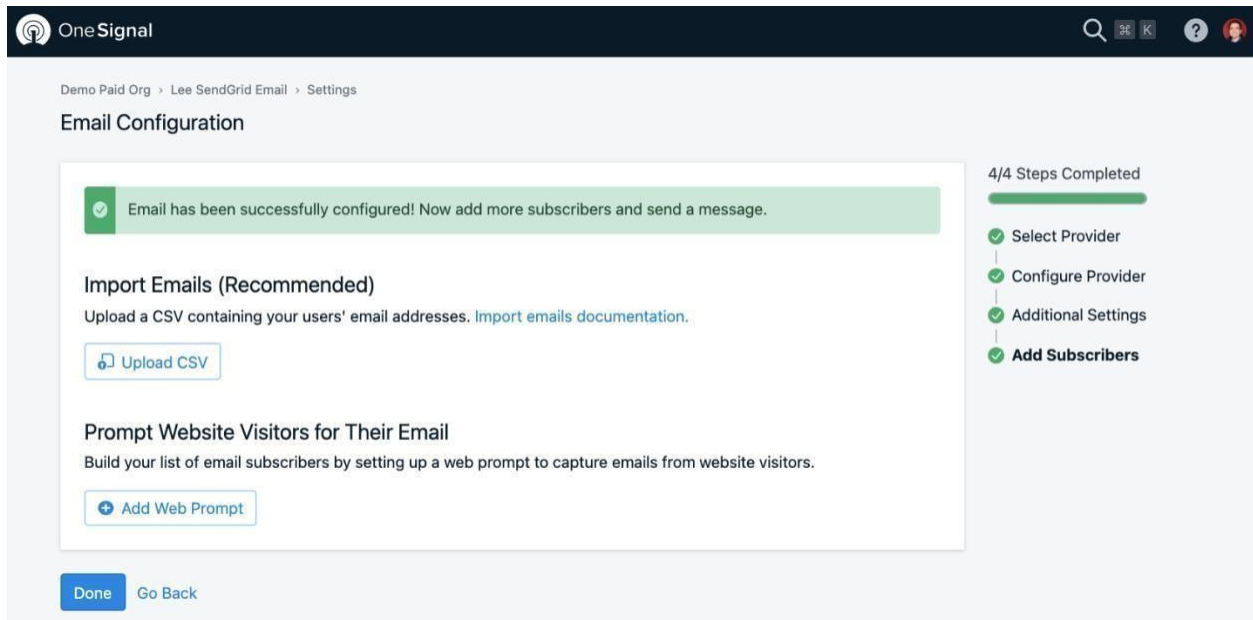 OneSignal
⌘ K
?
Demo Paid Org › Lee SendGrid Email › Settings
Email Configuration
Email has been successfully configured! Now add more subscribers and send a message.
Import Emails (Recommended)
Upload a CSV containing your users' email addresses. Import emails documentation.
Upload CSV
Prompt Website Visitors for Their Email
Build your list of email subscribers by setting up a web prompt to capture emails from website visitors.
Add Web Prompt
Done Go Back
4/4 Steps Completed
Select Provider
Configure Provider
Additional Settings
Add Subscribers